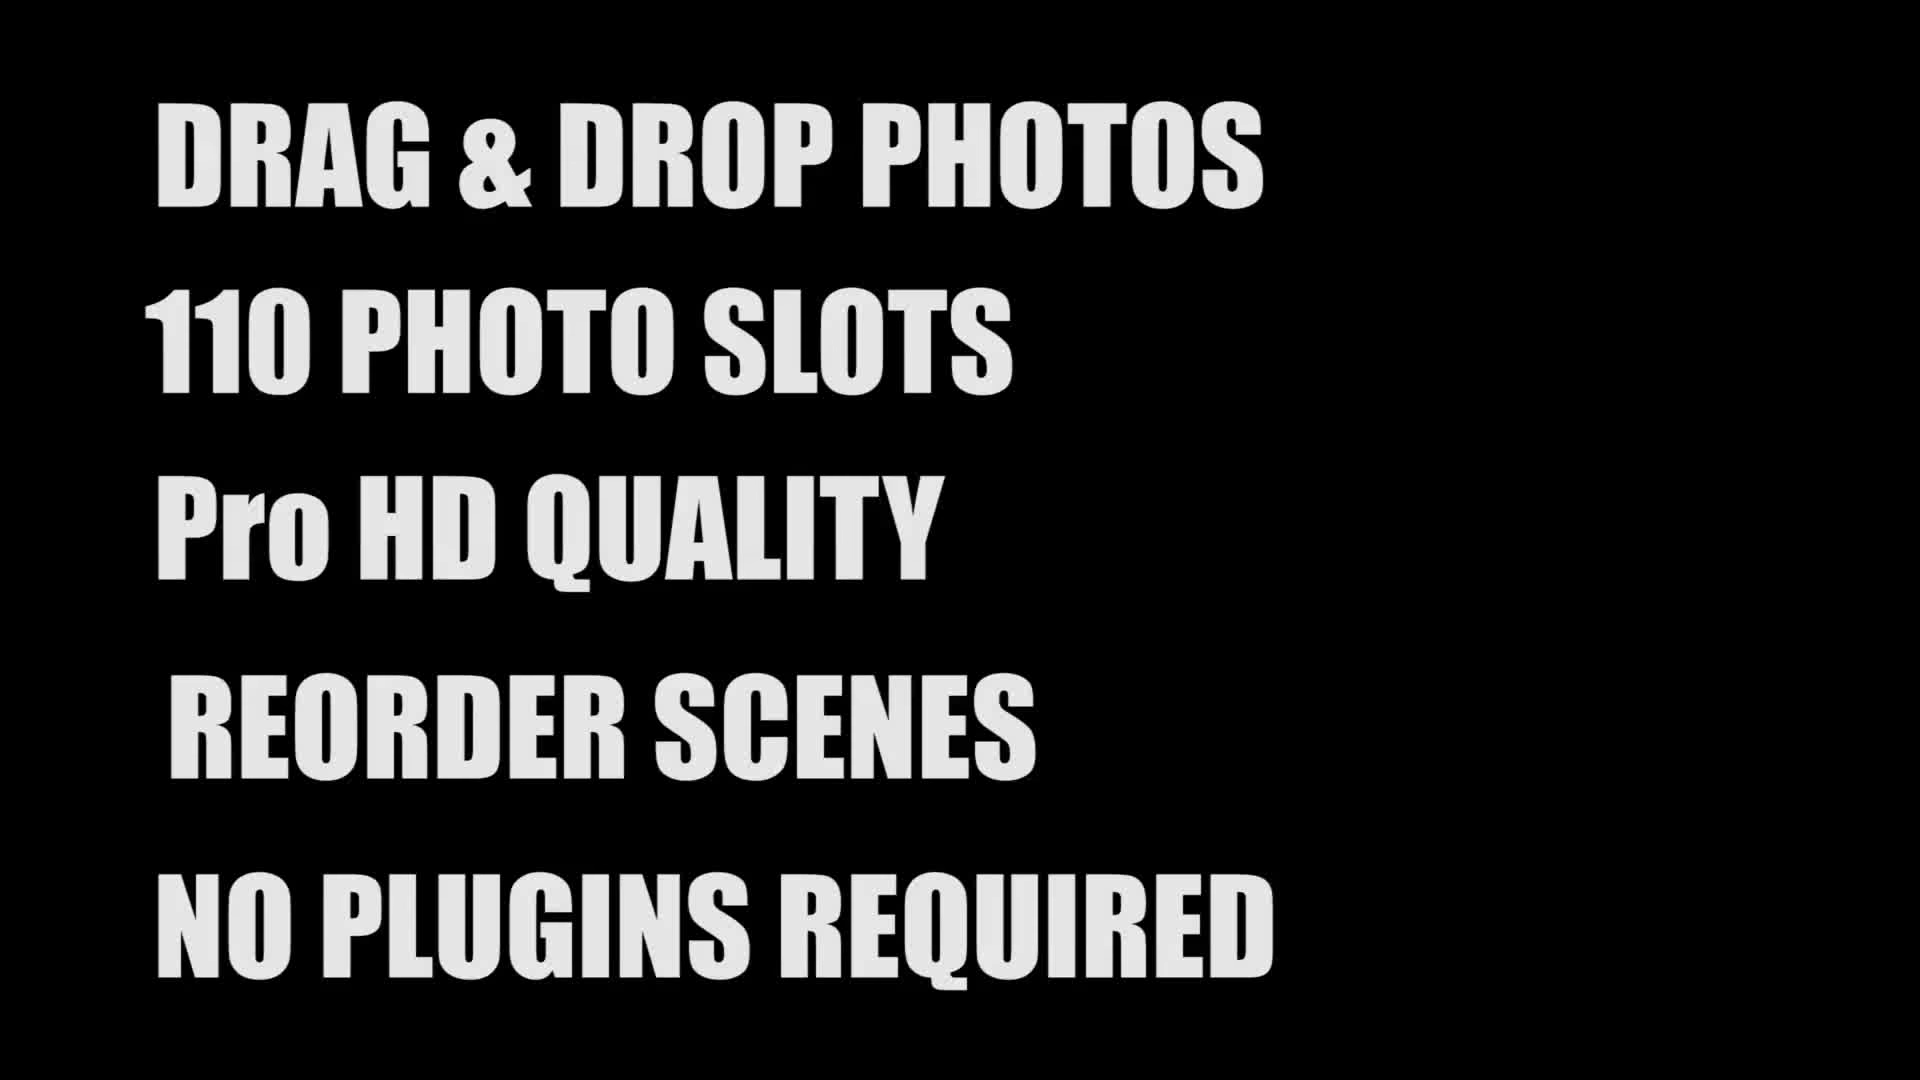 DRAG & DROP PHOTOS
110 PHOTO SLOTS
Pro HD QUALITY
REORDER SCENES
NO PLUGINS REQUIRED